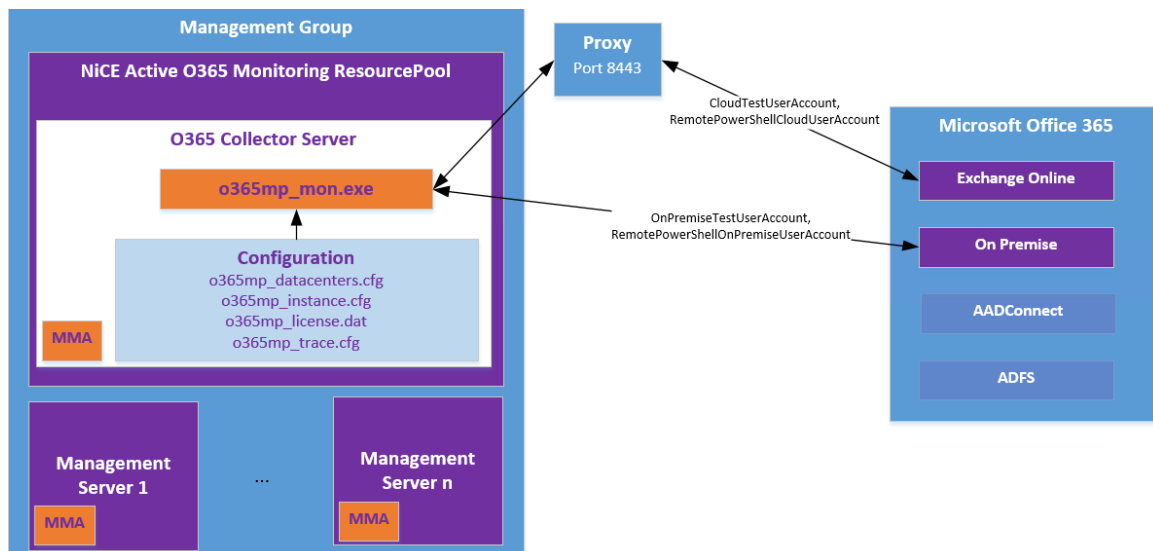 Management Group
NiCE Active O365 Monitoring ResourcePool
O365 Collector Server
o365mp_mon.exe
Configuration
o365mp_datacenters.cfg
o365mp_instance.cfg
o365mp_license.dat
o365mp_trace.cfg
MMA
Management
Server 1
MMA
...
Management
Server n
MMA
Proxy
Port 8443
CloudTestUserAccount,
RemotePowerShellCloudUserAccount
OnPremiseTestUserAccount,
RemotePowerShellOnPremiseUserAccount
Microsoft Office 365
Exchange Online
On Premise
AADConnect
ADFS